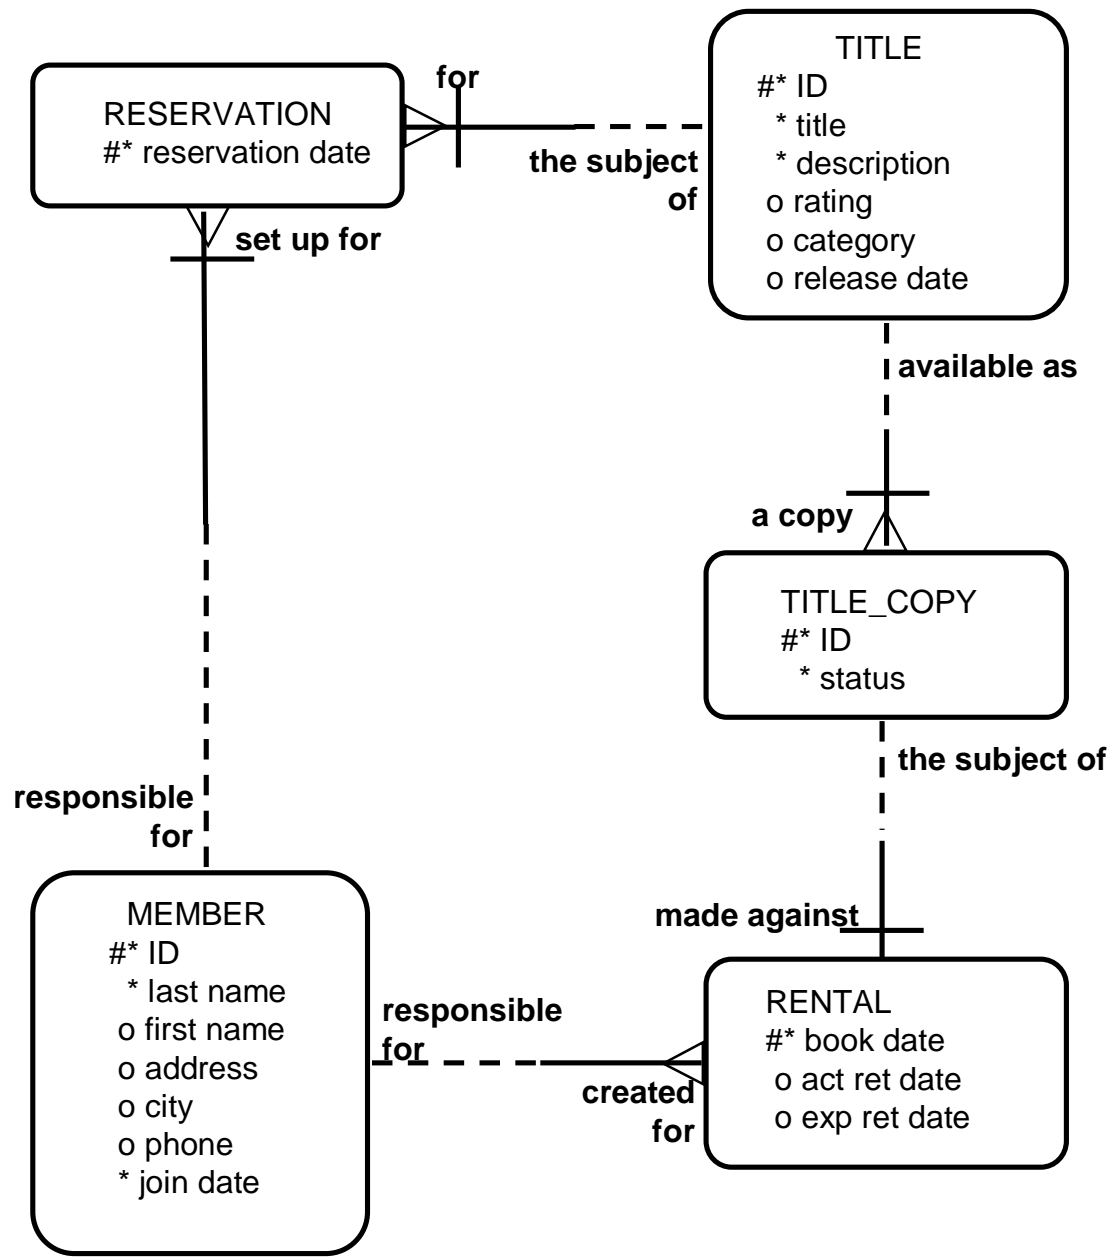 for
TITLE
#* ID
* title
* description
o rating
o category
o release date
RESERVATION
#* reservation date
the subject
of
set up for
available as
a copy
TITLE_COPY
#* ID
* status
the subject of
responsible
for
MEMBER
#* ID
* last name
o first name
o address
o city
o phone
* join date
made against
responsible
for
created
for
RENTAL
#* book date
o act ret date
o exp ret date